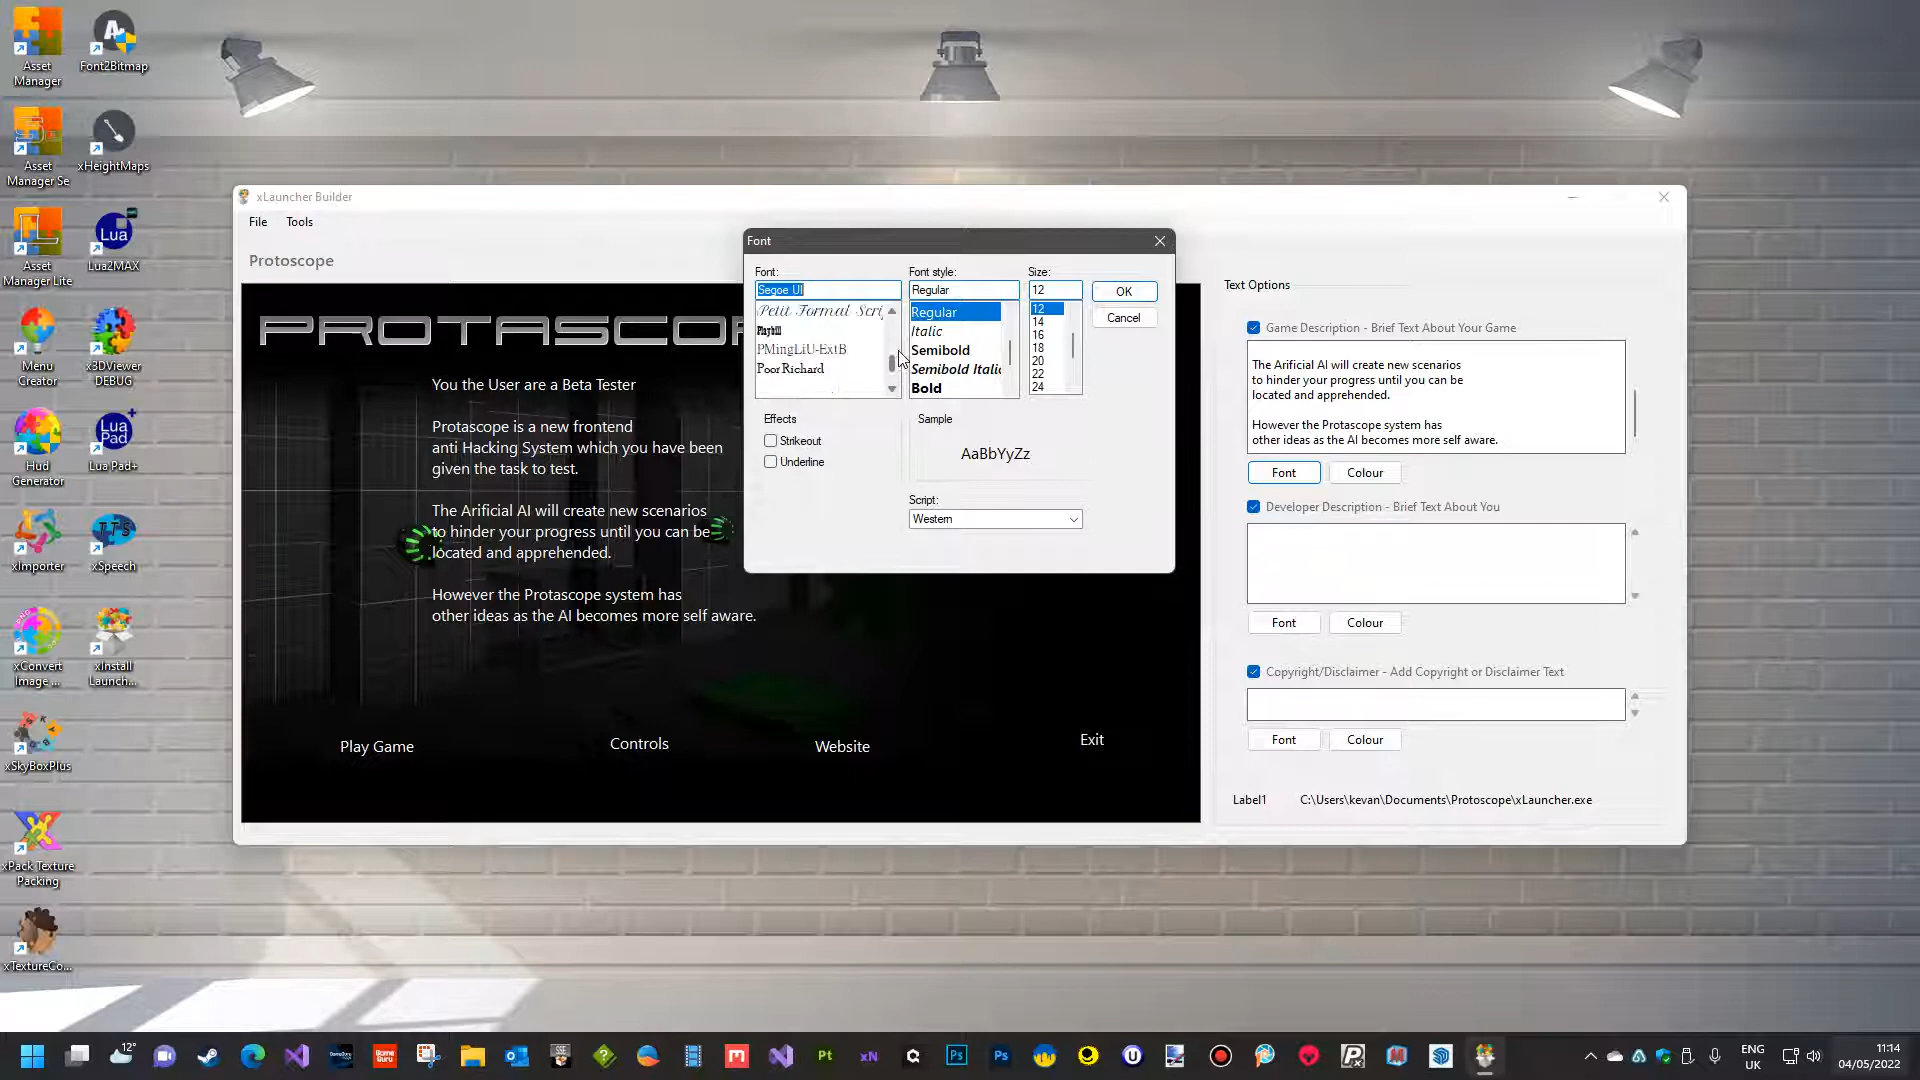 Asset
Manager
Font2Bitmap
Asset
Manager Se
xHeightMaps
Asset
Manager Lite
Lua
Lua2MAX
Menu
Creator
x3DViewer
DEBUG
Hud
Generator
Lua
Pad
Lua Pad+
xImporter
TTS
xSpeech
xConvert
Image ...
xInstall
Launch...
xSkyBoxPlus
xPack Texture
Packing
xTextureCo...
xLauncher Builder
File Tools
Protoscope
PROTASCO
You the User are a Beta Tester
Protascope is a new frontend
anti Hacking System which you have been
given the task to test.
The Arificial AI will create new scenarios
to hinder your progress until you can be
located and apprehended.
However the Protascope system has
other ideas as the AI becomes more self aware.
Play Game Controls Website Exit
Font
Font: Font style: Size:
Segoe UI Regular 12 OK
Cancel
Petit Format Scri
Playbill
PMingLiU-ExtB
Poor Richard
Regular
Italic
Semibold
Semibold Italic
Bold
12
14
16
18
20
22
24
Effects
Strikeout
Underline
Sample
AaBbYyZz
Script:
Western
Text Options
Game Description - Brief Text About Your Game
The Arificial AI will create new scenarios
to hinder your progress until you can be
located and apprehended.
However the Protascope system has
other ideas as the AI becomes more self aware.
Font Colour
Developer Description - Brief Text About You
Font Colour
Copyright/Disclaimer - Add Copyright or Disclaimer Text
Font Colour
Label1 C:\Users\kevan\Documents\Protoscope\xLauncher.exe
12°
Pt
xN
Ps
Ps
ENG
UK
11:14
04/05/2022